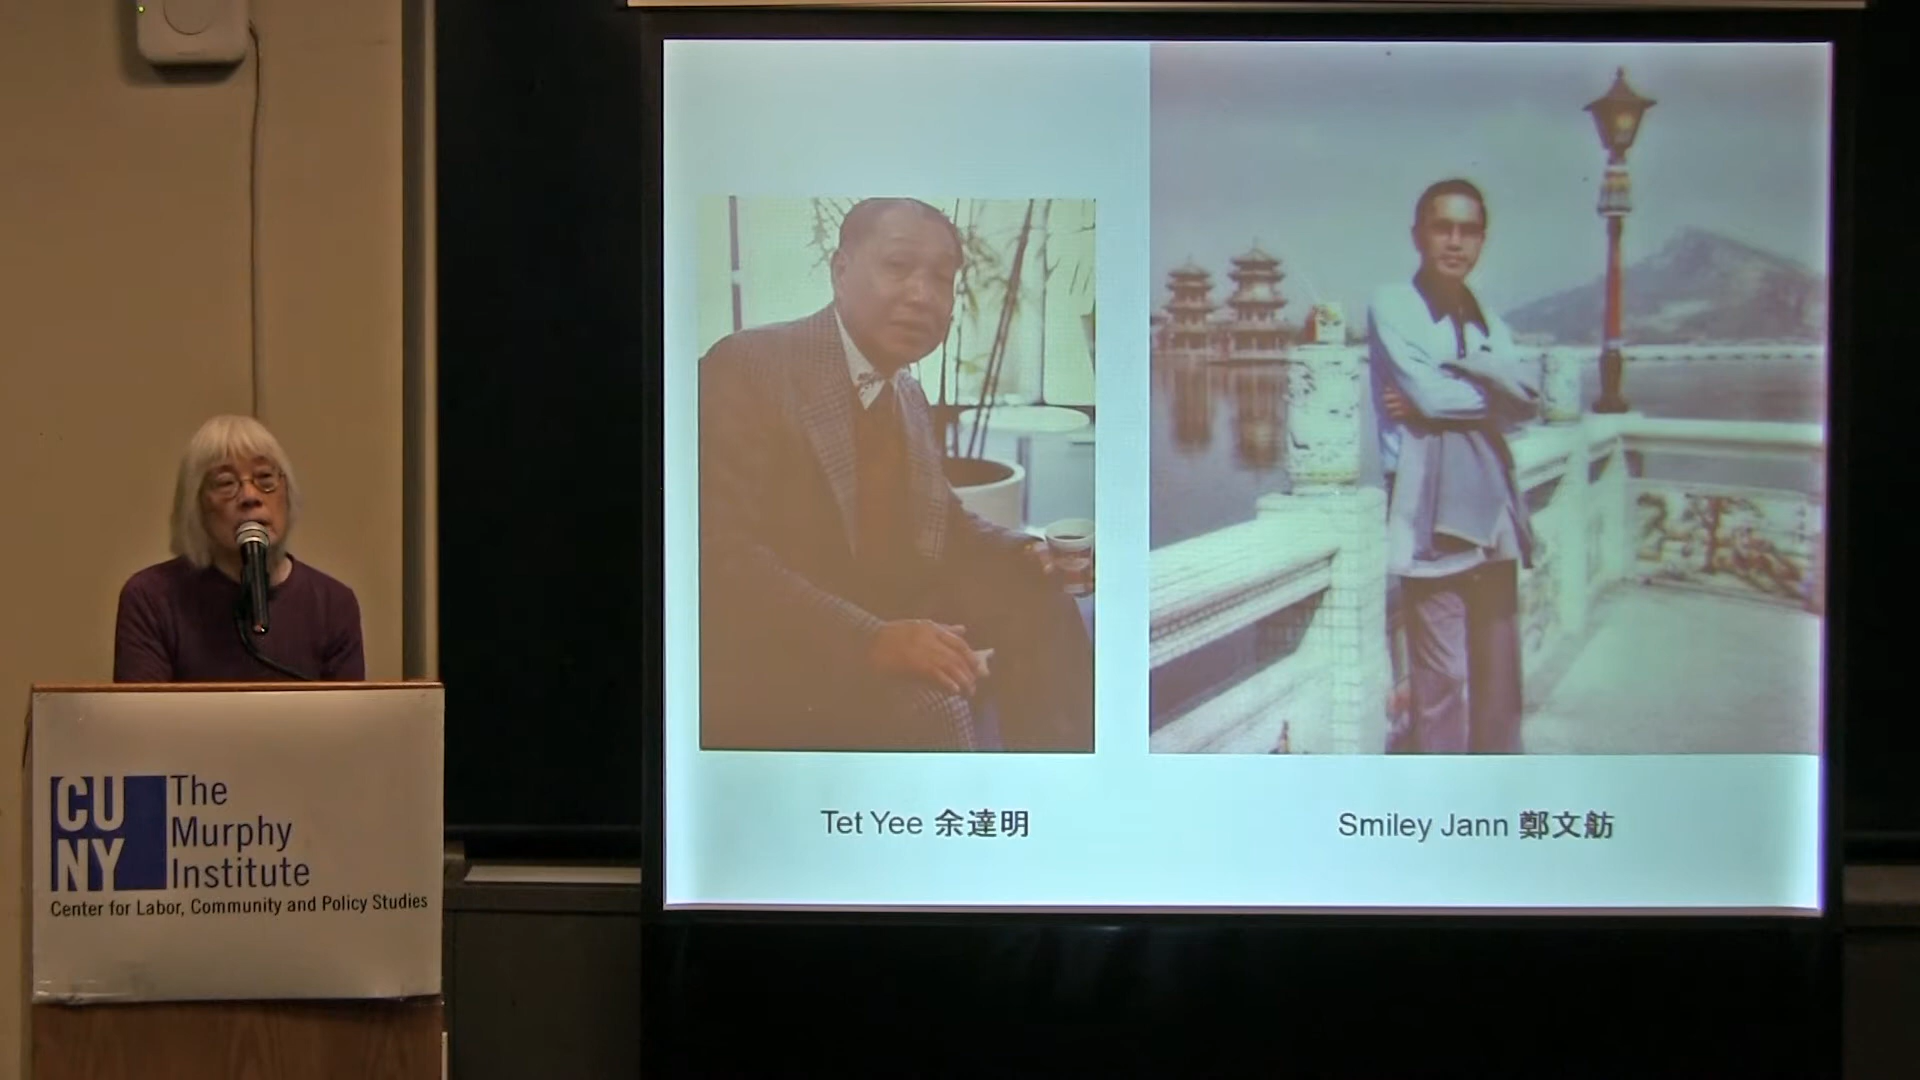 CU
NY
The
Murphy
Institute
Center for Labor, Community and Policy Studies
Tet Yee 余達明
Smiley Jann 鄭文舫